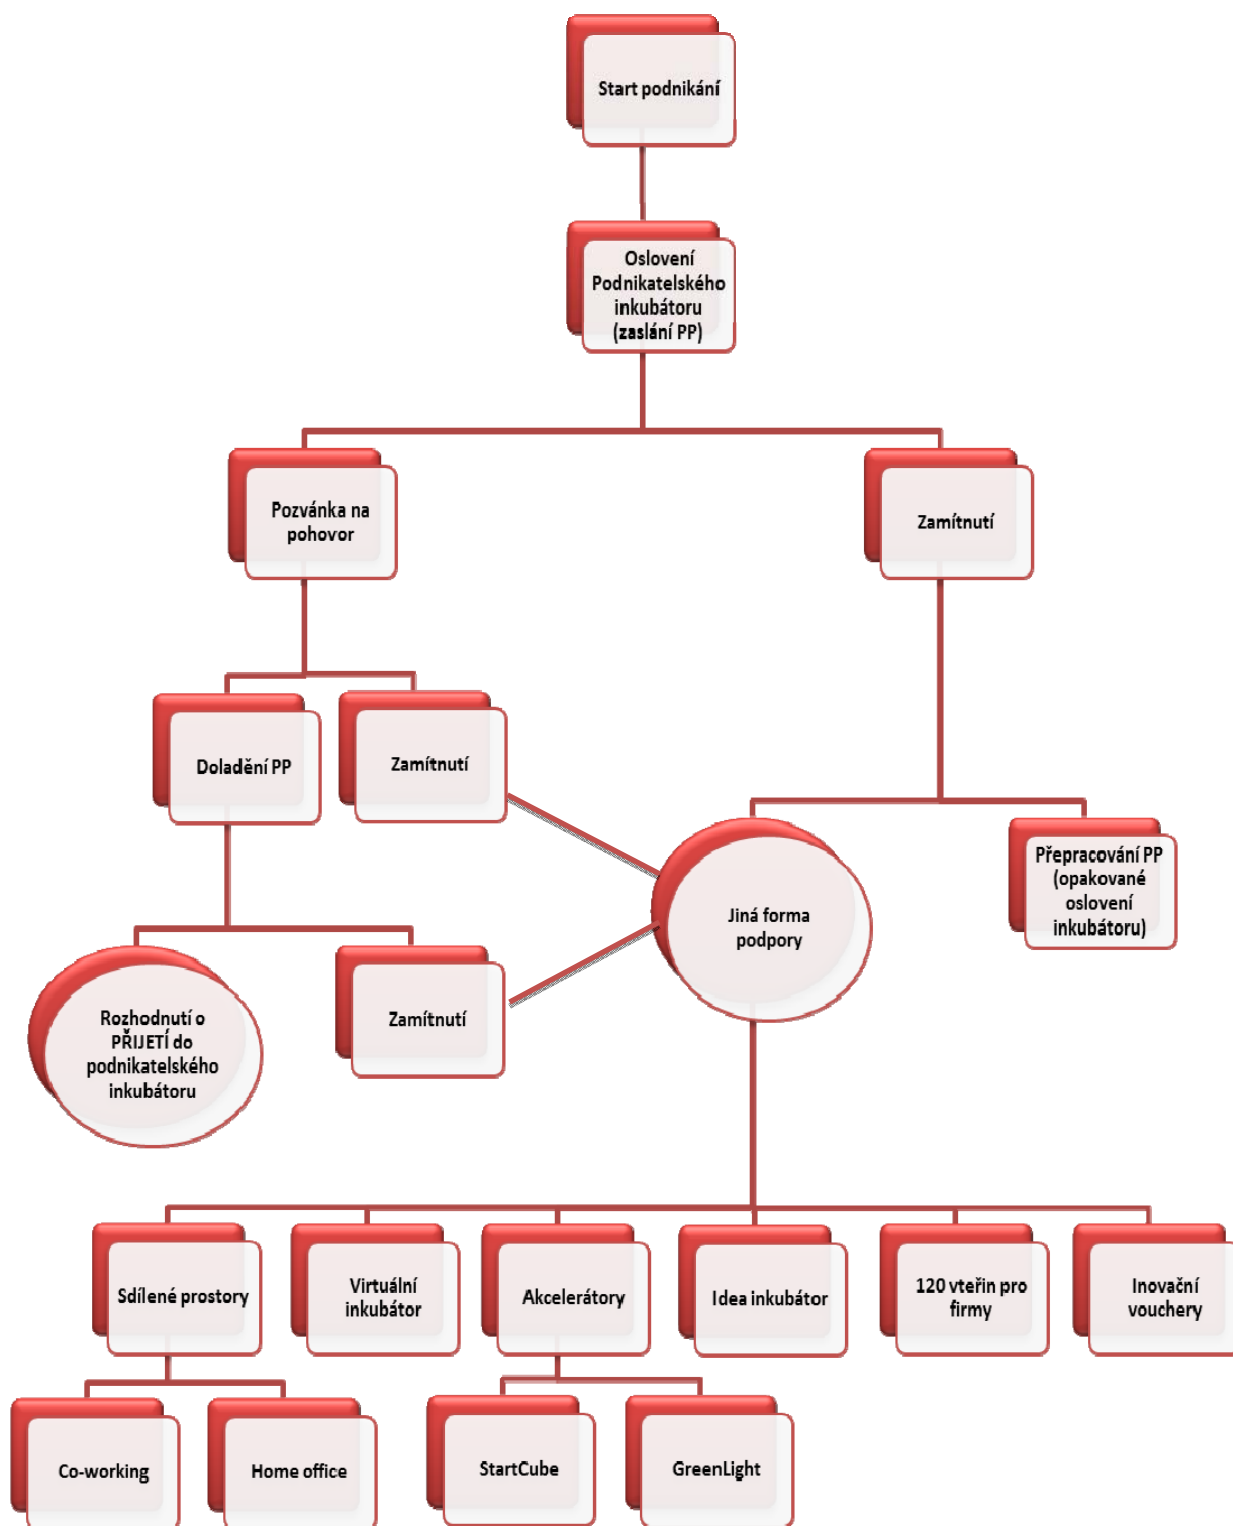 Start podnikání
Oslovení
Podnikatelského
inkubátoru
(zaslání PP)
Pozvánka na
pohovor
Zamítnutí
Doladění PP
Zamítnutí
Jiná forma
podpory
Přepracování PP
(opakované
oslovení
inkubátoru)
Rozhodnutí o
PŘIJETÍ do
podnikatelského
inkubátoru
Zamítnutí
Sdílené prostory
Virtuální
inkubátor
Akcelerátory
Idea inkubátor
120 vteřin pro
firmy
Inovační
vouchery
Co-working
Home office
StartCube
GreenLight